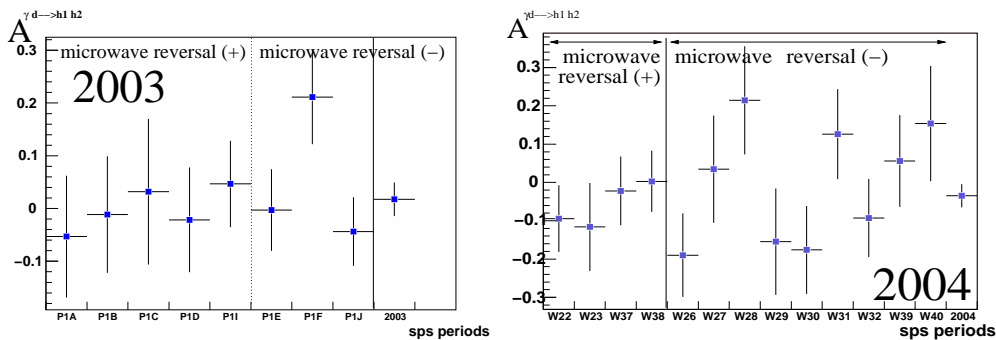 γ d−−>h1 h2
A
microwave reversal (+) microwave reversal (−)
2003
0.3
0.2
0.1
0
−0.1
P1A P1B P1C P1D P1I P1E P1F P1J 2003
sps periods
γd−−>h1 h2
A
microwave reversal (+)
microwave reversal (−)
0.3
0.2
0.1
0
−0.1
−0.2
−0.3
2004
W22 W23 W37 W38 W26 W27 W28 W29 W30 W31 W32 W39 W40 2004
sps periods